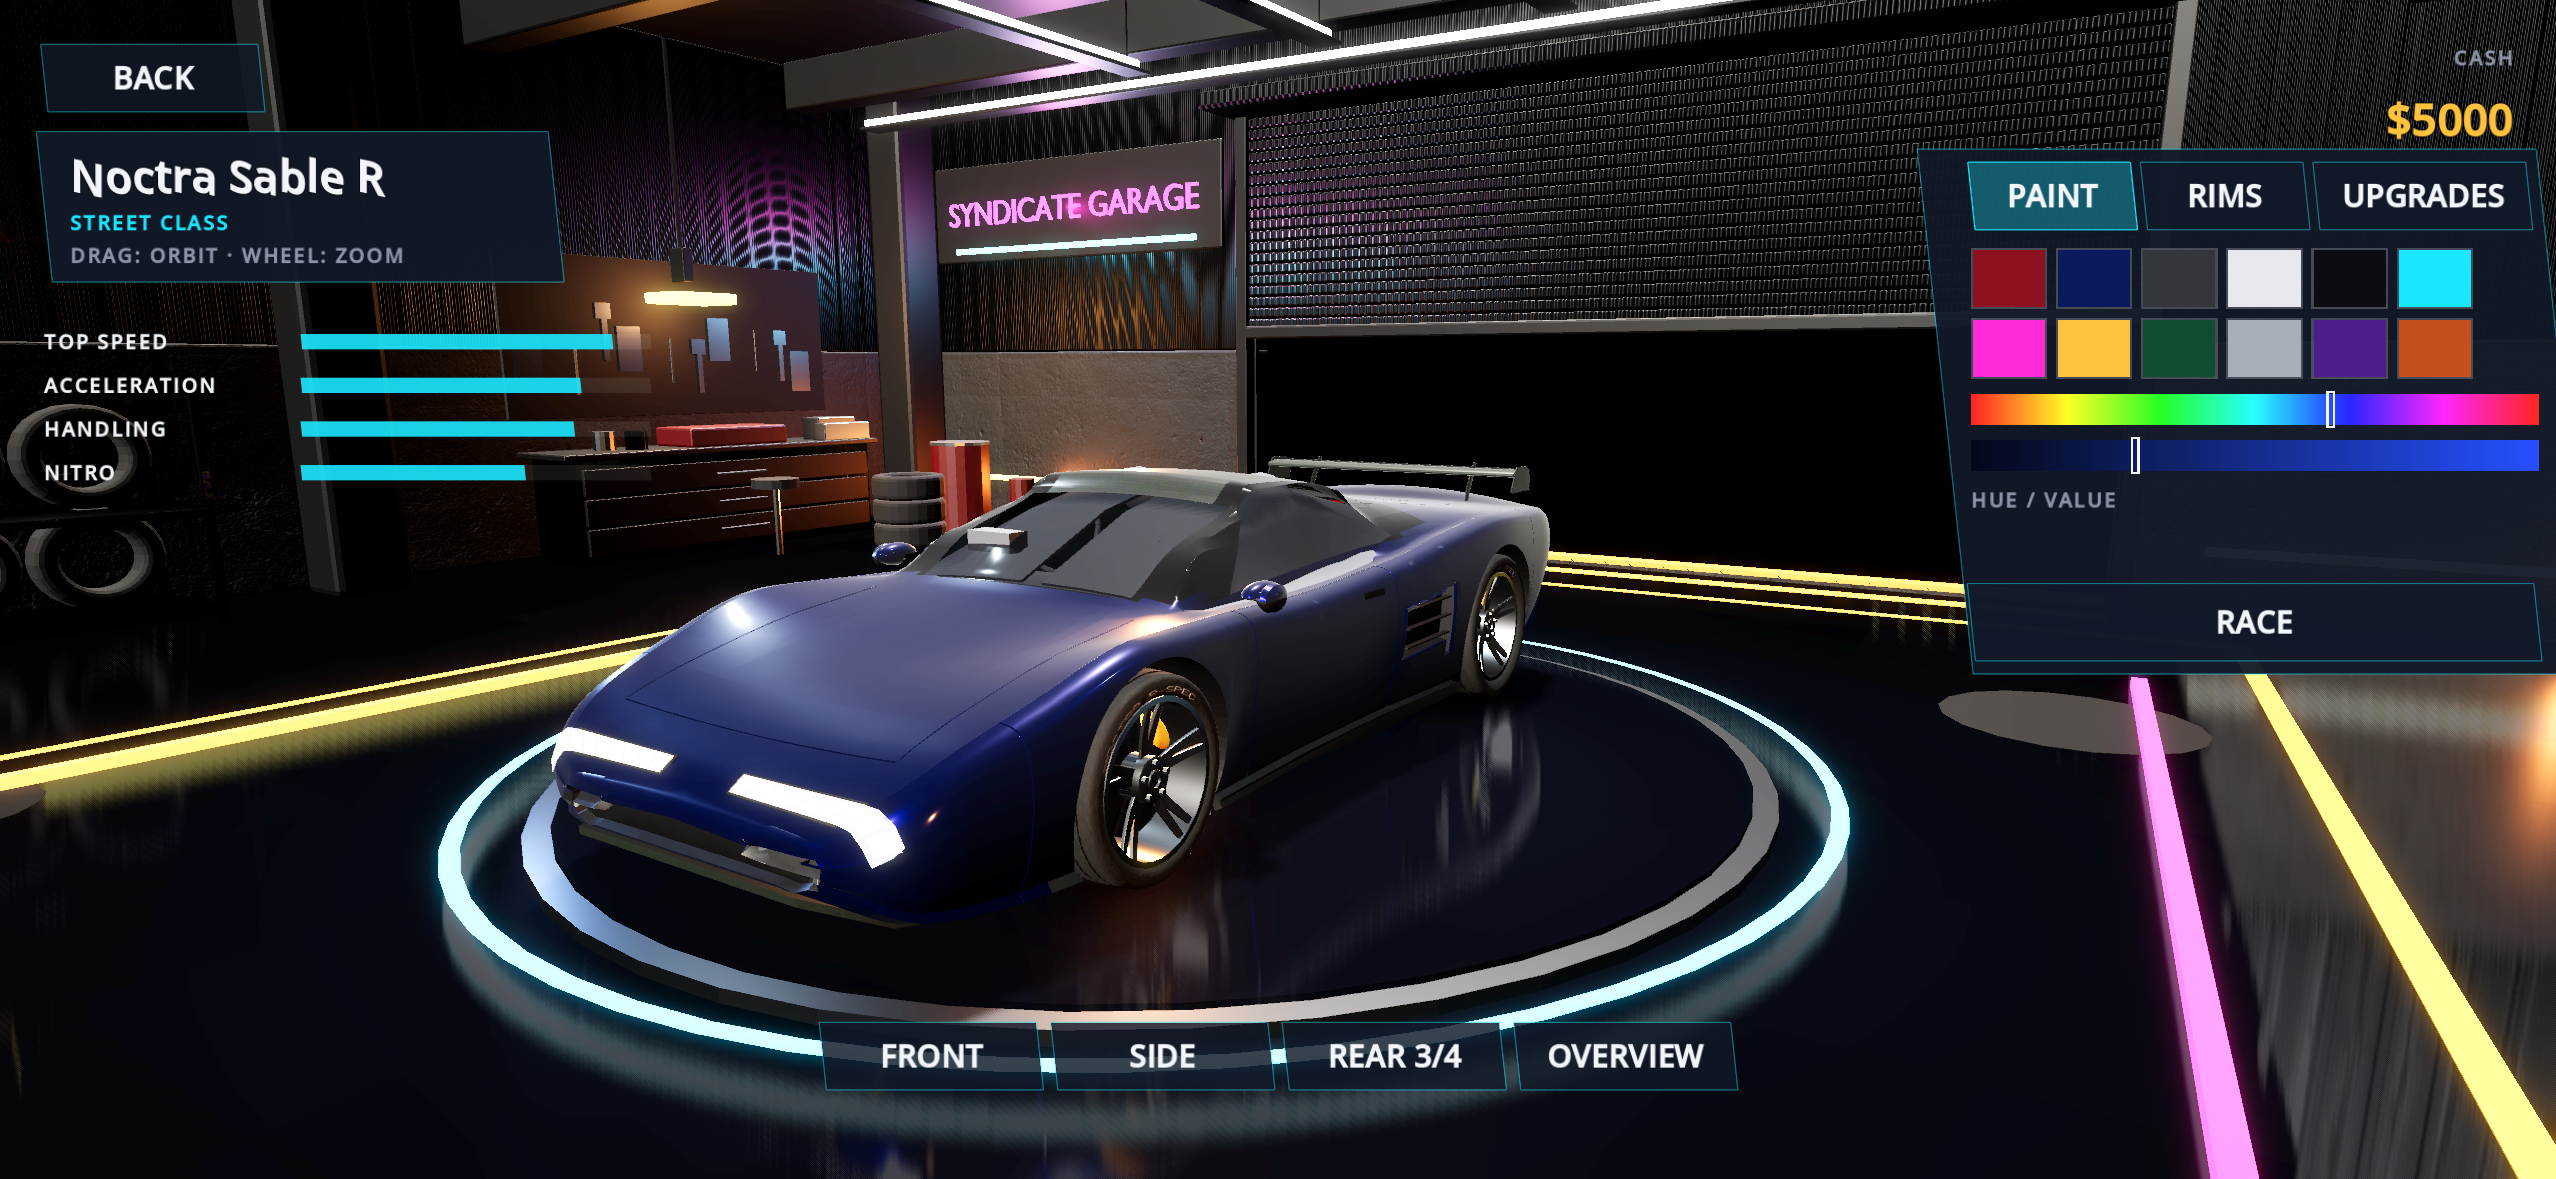 BACK
CASH
$5000
Noctra Sable R
STREET CLASS
DRAG: ORBIT · WHEEL: ZOOM
SYNDICATE GARAGE
PAINT
RIMS
UPGRADES
TOP SPEED
ACCELERATION
HANDLING
NITRO
HUE / VALUE
RACE
FRONT
SIDE
REAR 3/4
OVERVIEW